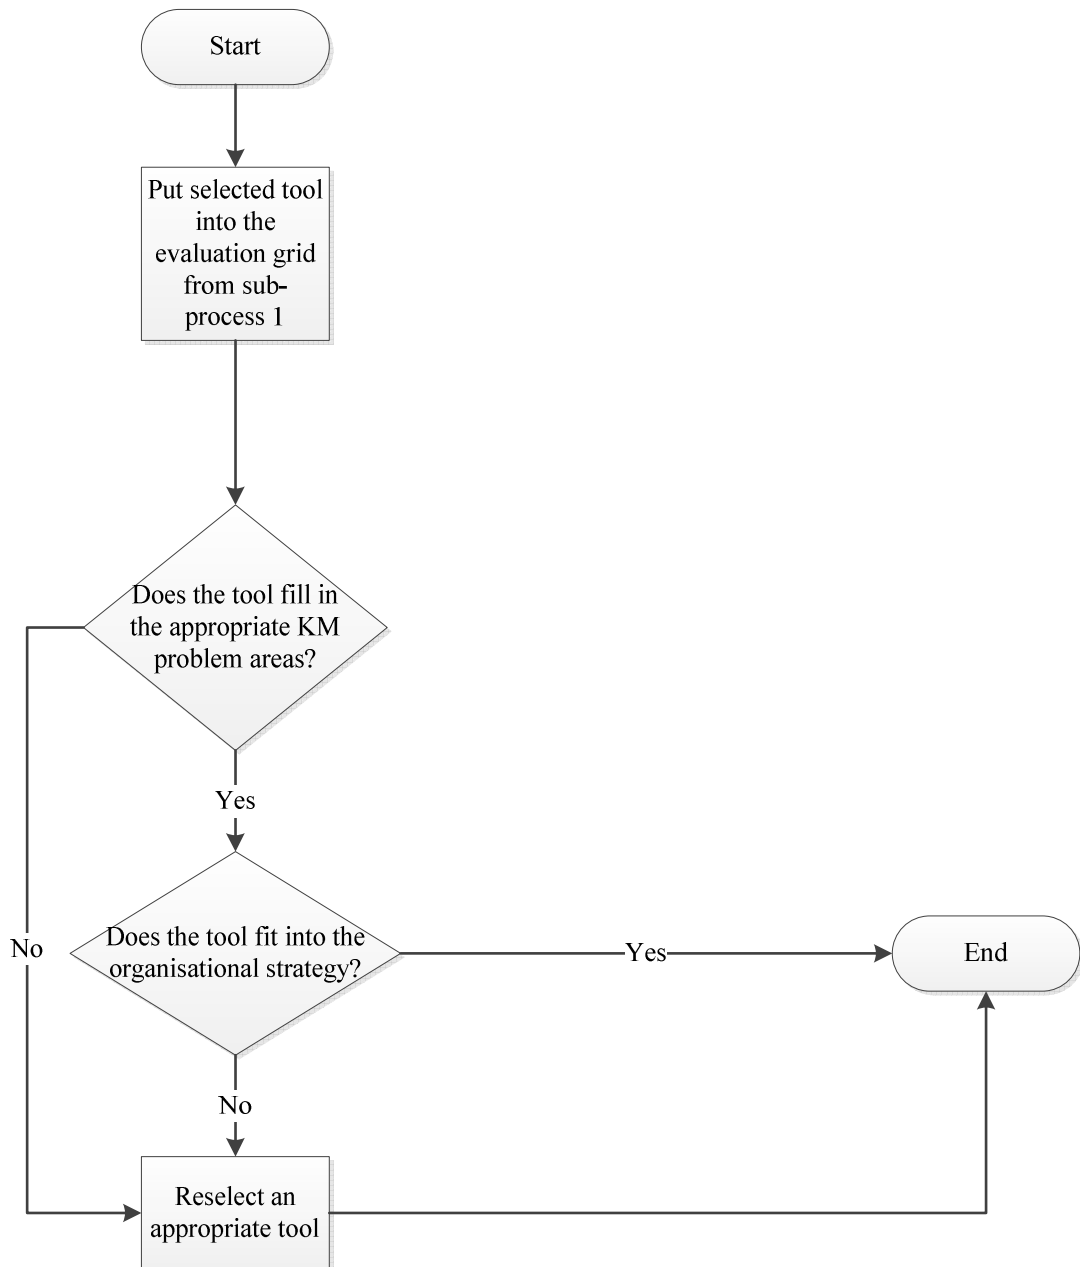 Start
Put selected tool
into the
evaluation grid
from sub-
process 1
Does the tool fill in
the appropriate KM
problem areas?
Yes
No
Does the tool fit into the
organisational strategy?
Yes
End
No
Reselect an
appropriate tool